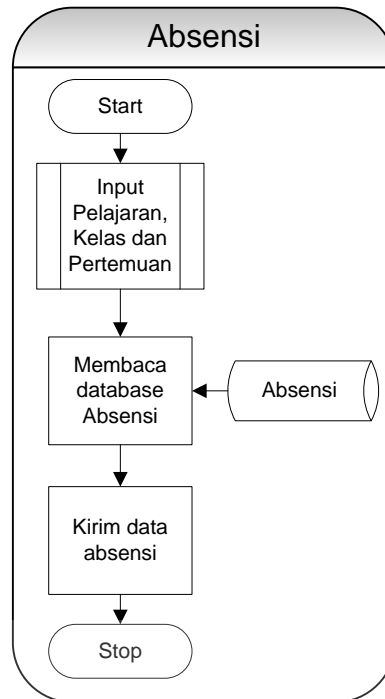 Absensi
Start
Input
Pelajaran,
Kelas dan
Pertemuan
Membaca
database
Absensi
Absensi
Kirim data
absensi
Stop